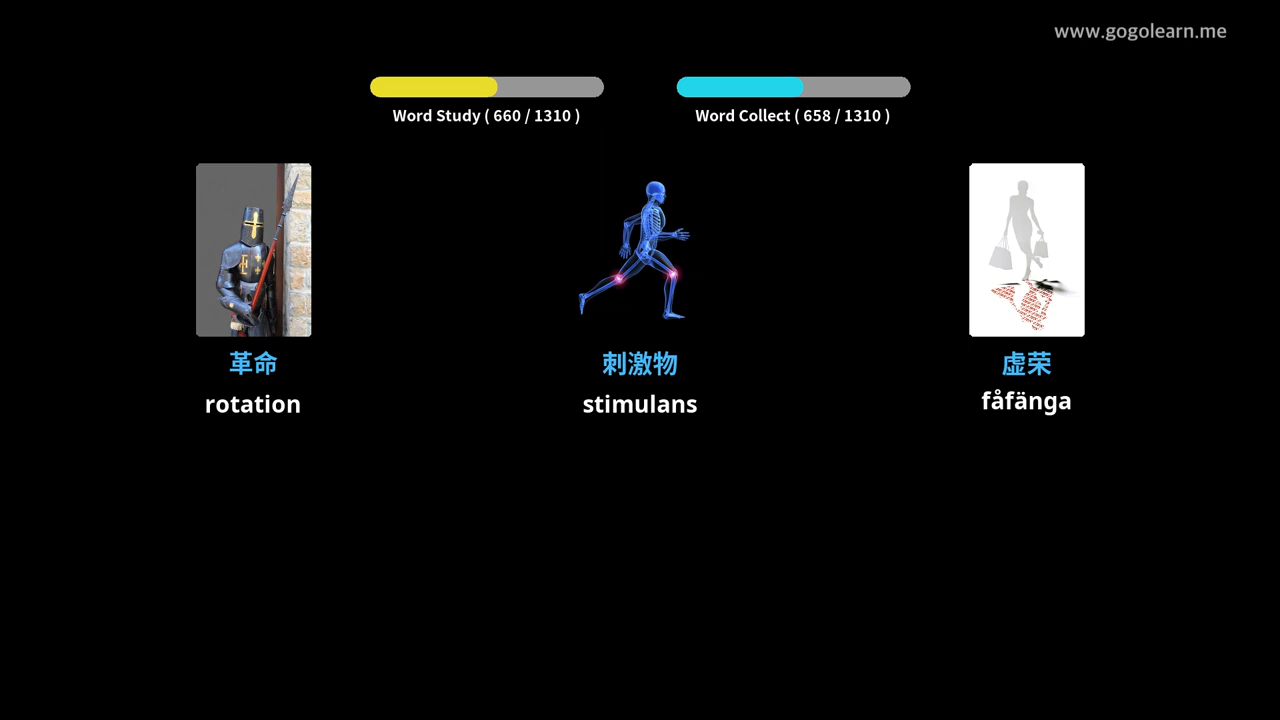 www.gogolearn.me
Word Study ( 660 / 1310 )
Word Collect ( 658 / 1310 )
革命
刺激物
虚荣
rotation
stimulans
fåfänga